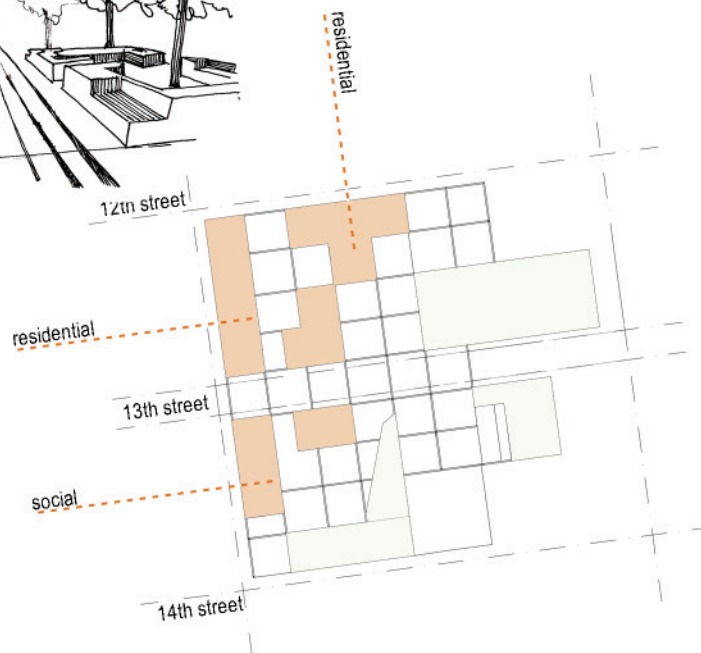 residential
12th street
residential
13th street
social
14th street